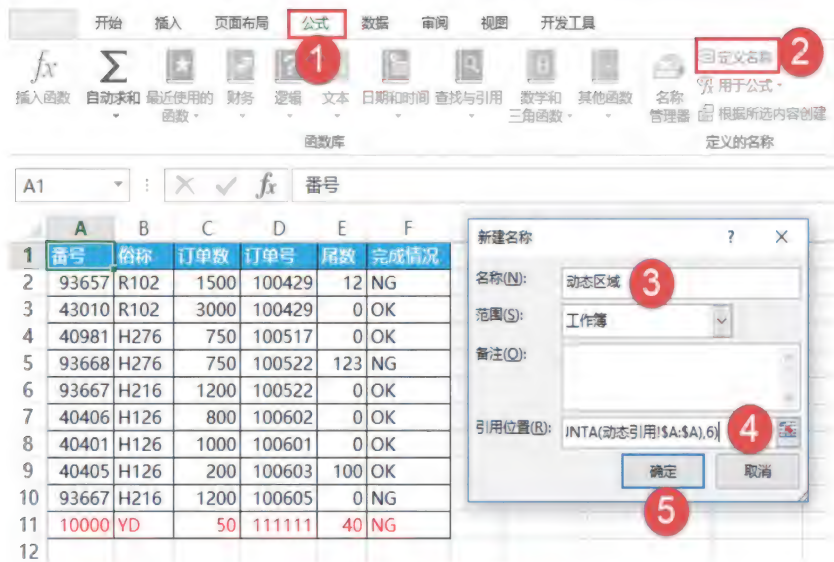 开始 插入 页面布局 公式 数据 审阅 视图 开发工具
1
fx Σ 定义名称 2
用于公式
插入函数 自动求和 最近使用的函数 财务 逻辑 文本 日期和时间 查找与引用 数学和三角函数 其他函数 名称管理器 根据所选内容创建
函数库 定义的名称
A1 fx 番号
A B C D E F
1 番号 俗称 订单数 订单号 尾数 完成情况
2 93657 R102 1500 100429 12 NG
3 43010 R102 3000 100429 0 OK
4 40981 H276 750 100517 0 OK
5 93668 H276 750 100522 123 NG
6 93667 H216 1200 100522 0 OK
7 40406 H126 800 100602 0 OK
8 40401 H126 1000 100601 0 OK
9 40405 H126 200 100603 100 OK
10 93667 H216 1200 100605 0 NG
11 10000 YD 50 111111 40 NG
12
新建名称 ? ×
名称(N): 动态区域 3
范围(S): 工作簿
备注(O):
引用位置(R): JNTA(动态引用!$A:$A),6) 4
确定 取消
5